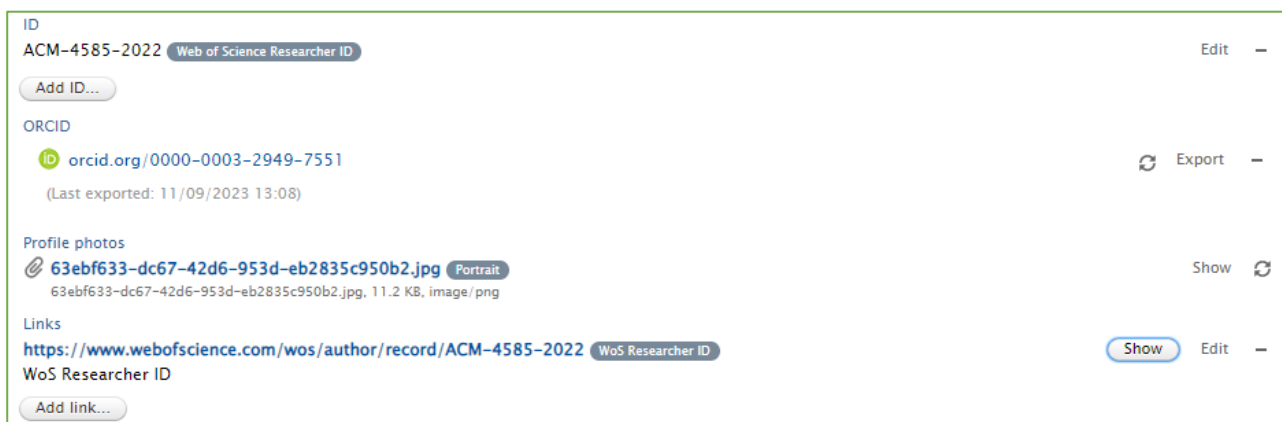 ID
ACM-4585-2022 Web of Science Researcher ID Edit –
Add ID...
ORCID
iD orcid.org/0000-0003-2949-7551 Export –
(Last exported: 11/09/2023 13:08)
Profile photos
63ebf633-dc67-42d6-953d-eb2835c950b2.jpg Portrait Show
63ebf633-dc67-42d6-953d-eb2835c950b2.jpg, 11.2 KB, image/png
Links
https://www.webofscience.com/wos/author/record/ACM-4585-2022 WoS Researcher ID Show Edit –
WoS Researcher ID
Add link...